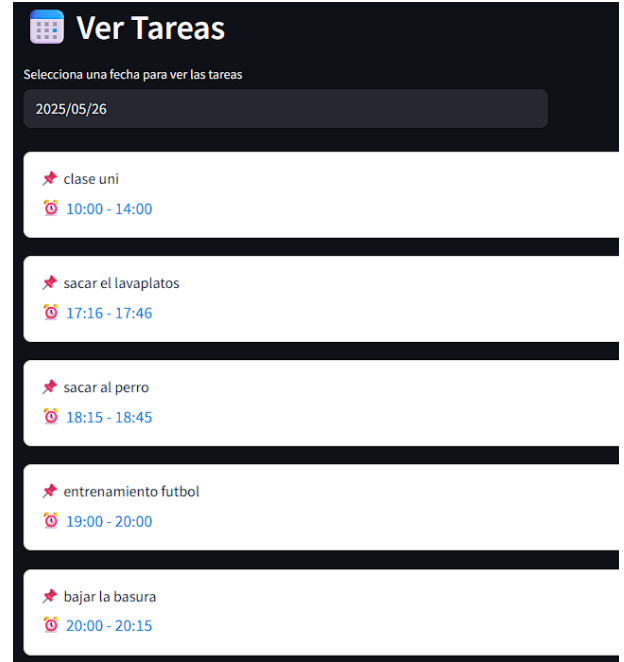 Ver Tareas
Selecciona una fecha para ver las tareas
2025/05/26
clase uni
10:00 - 14:00
sacar el lavaplatos
17:16 - 17:46
sacar al perro
18:15 - 18:45
entrenamiento futbol
19:00 - 20:00
bajar la basura
20:00 - 20:15